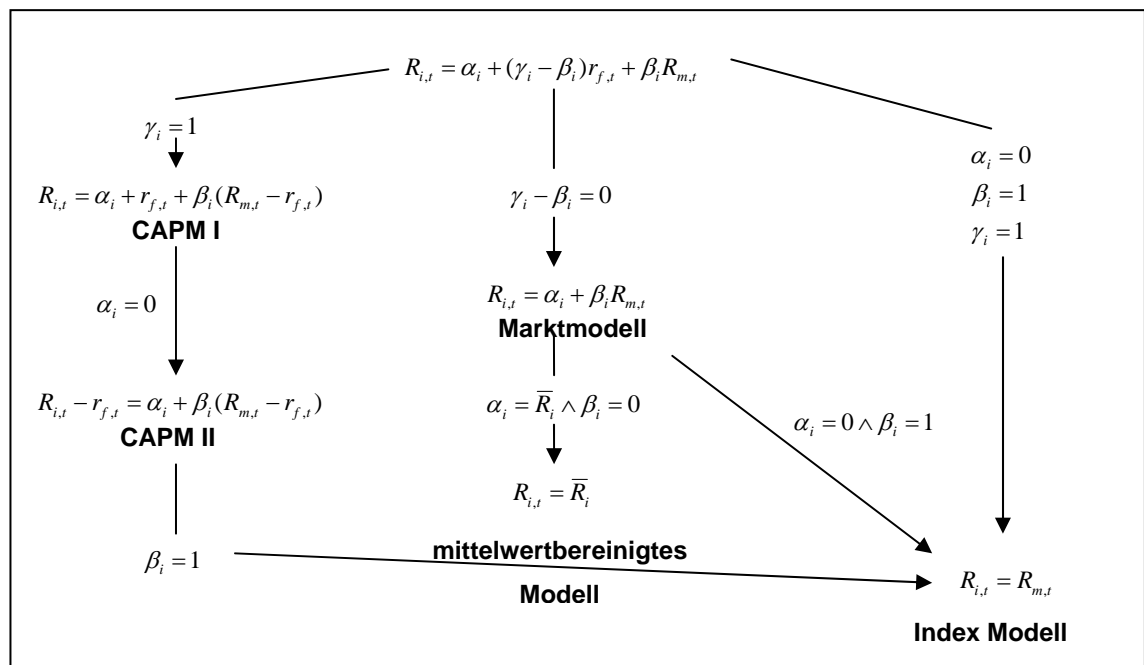 R_{i,t} = α_i + (γ_i − β_i)r_{f,t} + β_i R_{m,t}
γ_i = 1
R_{i,t} = α_i + r_{f,t} + β_i(R_{m,t} − r_{f,t})
CAPM I
α_i = 0
R_{i,t} − r_{f,t} = α_i + β_i(R_{m,t} − r_{f,t})
CAPM II
β_i = 1
γ_i − β_i = 0
R_{i,t} = α_i + β_i R_{m,t}
Marktmodell
α_i = R̅_i ∧ β_i = 0
R_{i,t} = R̅_i
mittelwertbereinigtes
Modell
α_i = 0 ∧ β_i = 1
α_i = 0
β_i = 1
γ_i = 1
R_{i,t} = R_{m,t}
Index Modell